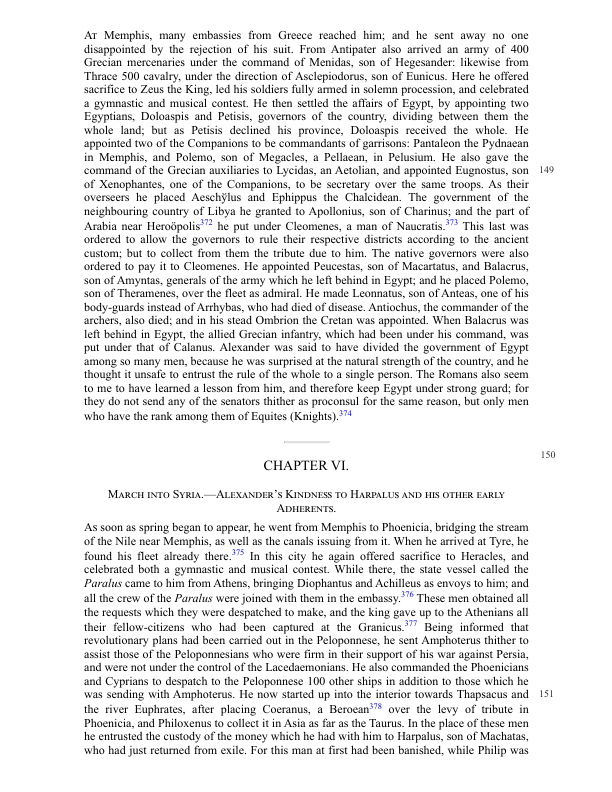 At Memphis, many embassies from Greece reached him; and he sent away no one
disappointed by the rejection of his suit. From Antipater also arrived an army of 400
Grecian mercenaries under the command of Menidas, son of Hegesander: likewise from
Thrace 500 cavalry, under the direction of Asclepiodorus, son of Eunicus. Here he offered
sacrifice to Zeus the King, led his soldiers fully armed in solemn procession, and celebrated
a gymnastic and musical contest. He then settled the affairs of Egypt, by appointing two
Egyptians, Doloaspis and Petisis, governors of the country, dividing between them the
whole land; but as Petisis declined his province, Doloaspis received the whole. He
appointed two of the Companions to be commandants of garrisons: Pantaleon the Pydnaean
in Memphis, and Polemo, son of Megacles, a Pellaean, in Pelusium. He also gave the
command of the Grecian auxiliaries to Lycidas, an Aetolian, and appointed Eugnostus, son 149
of Xenophantes, one of the Companions, to be secretary over the same troops. As their
overseers he placed Aeschȳlus and Ephippus the Chalcidean. The government of the
neighbouring country of Libya he granted to Apollonius, son of Charinus; and the part of
Arabia near Heroöpolis372 he put under Cleomenes, a man of Naucratis.373 This last was
ordered to allow the governors to rule their respective districts according to the ancient
custom; but to collect from them the tribute due to him. The native governors were also
ordered to pay it to Cleomenes. He appointed Peucestas, son of Macartatus, and Balacrus,
son of Amyntas, generals of the army which he left behind in Egypt; and he placed Polemo,
son of Theramenes, over the fleet as admiral. He made Leonnatus, son of Anteas, one of his
body-guards instead of Arrhybas, who had died of disease. Antiochus, the commander of the
archers, also died; and in his stead Ombrion the Cretan was appointed. When Balacrus was
left behind in Egypt, the allied Grecian infantry, which had been under his command, was
put under that of Calanus. Alexander was said to have divided the government of Egypt
among so many men, because he was surprised at the natural strength of the country, and he
thought it unsafe to entrust the rule of the whole to a single person. The Romans also seem
to me to have learned a lesson from him, and therefore keep Egypt under strong guard; for
they do not send any of the senators thither as proconsul for the same reason, but only men
who have the rank among them of Equites (Knights).374
150
CHAPTER VI.
March into Syria.—Alexander’s Kindness to Harpalus and his other early
Adherents.
As soon as spring began to appear, he went from Memphis to Phoenicia, bridging the stream
of the Nile near Memphis, as well as the canals issuing from it. When he arrived at Tyre, he
found his fleet already there.375 In this city he again offered sacrifice to Heracles, and
celebrated both a gymnastic and musical contest. While there, the state vessel called the
Paralus came to him from Athens, bringing Diophantus and Achilleus as envoys to him; and
all the crew of the Paralus were joined with them in the embassy.376 These men obtained all
the requests which they were despatched to make, and the king gave up to the Athenians all
their fellow-citizens who had been captured at the Granicus.377 Being informed that
revolutionary plans had been carried out in the Peloponnese, he sent Amphoterus thither to
assist those of the Peloponnesians who were firm in their support of his war against Persia,
and were not under the control of the Lacedaemonians. He also commanded the Phoenicians
and Cyprians to despatch to the Peloponnese 100 other ships in addition to those which he
was sending with Amphoterus. He now started up into the interior towards Thapsacus and 151
the river Euphrates, after placing Coeranus, a Beroean378 over the levy of tribute in
Phoenicia, and Philoxenus to collect it in Asia as far as the Taurus. In the place of these men
he entrusted the custody of the money which he had with him to Harpalus, son of Machatas,
who had just returned from exile. For this man at first had been banished, while Philip was